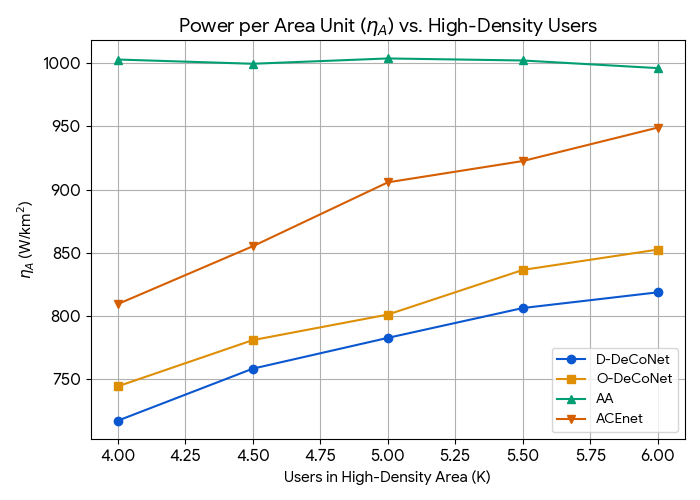 Power per Area Unit (η_A) vs. High-Density Users
1000
950
900
850
800
750
η_A (W/km²)
4.00 4.25 4.50 4.75 5.00 5.25 5.50 5.75 6.00
Users in High-Density Area (K)
D-DeCoNet
O-DeCoNet
AA
ACEnet